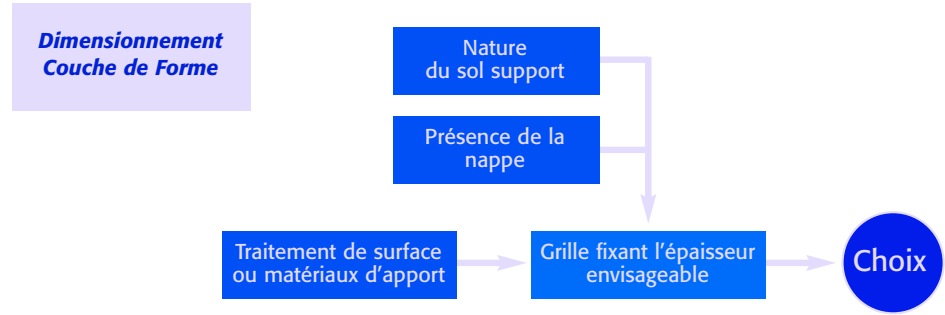 Dimensionnement
Couche de Forme
Nature
du sol support
Présence de la
nappe
Traitement de surface
ou matériaux d'apport
Grille fixant l'épaisseur
envisageable
Choix